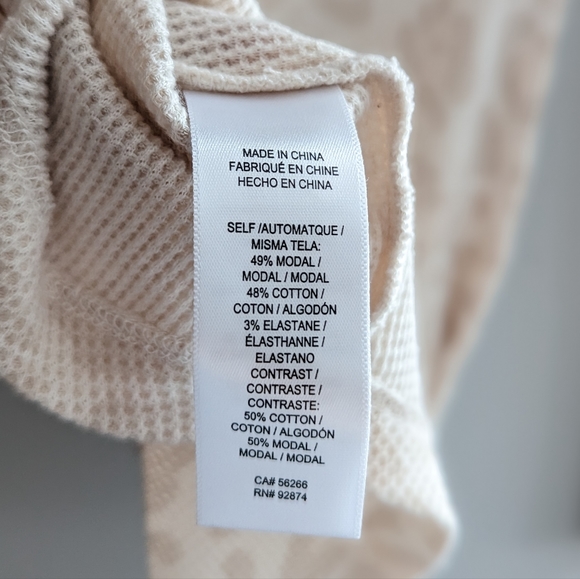 MADE IN CHINA
FABRIQUÉ EN CHINE
HECHO EN CHINA
SELF /AUTOMATQUE /
MISMA TELA:
49% MODAL /
MODAL / MODAL
48% COTTON /
COTON / ALGODÓN
3% ELASTANE /
ÉLASTHANNE /
ELASTANO
CONTRAST /
CONTRASTE /
CONTRASTE:
50% COTTON /
COTON / ALGODÓN
50% MODAL /
MODAL / MODAL
CA# 56266
RN# 92874